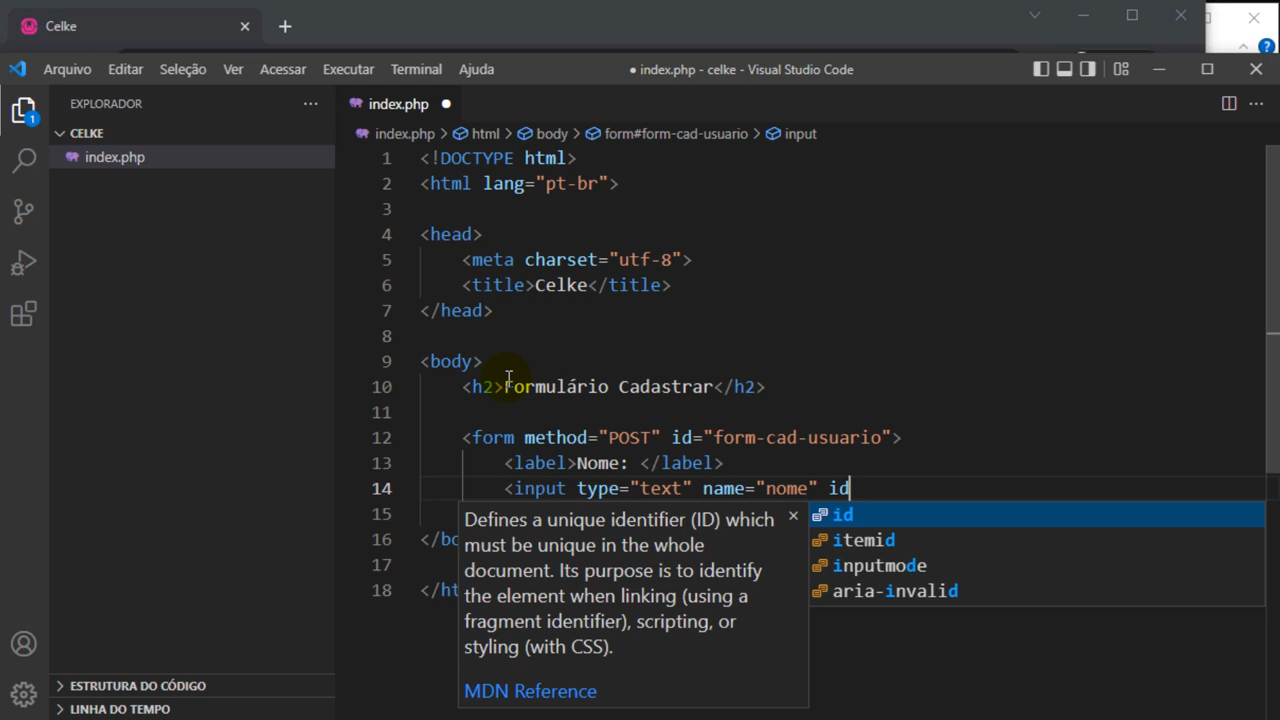 Celke
Arquivo Editar Seleção Ver Acessar Executar Terminal Ajuda
● index.php - celke - Visual Studio Code
EXPLORADOR
index.php
CELKE
index.php > html > body > form#form-cad-usuario > input
index.php
1 <!DOCTYPE html>
2 <html lang="pt-br">
3
4 <head>
5 <meta charset="utf-8">
6 <title>Celke</title>
7 </head>
8
9 <body>
10 <h2>Formulário Cadastrar</h2>
11
12 <form method="POST" id="form-cad-usuario">
13 <label>Nome: </label>
14 <input type="text" name="nome" id
15
16 </bo
17
18 </ht
Defines a unique identifier (ID) which
must be unique in the whole
document. Its purpose is to identify
the element when linking (using a
fragment identifier), scripting, or
styling (with CSS).
MDN Reference
id
itemid
inputmode
aria-invalid
1
ESTRUTURA DO CÓDIGO
LINHA DO TEMPO